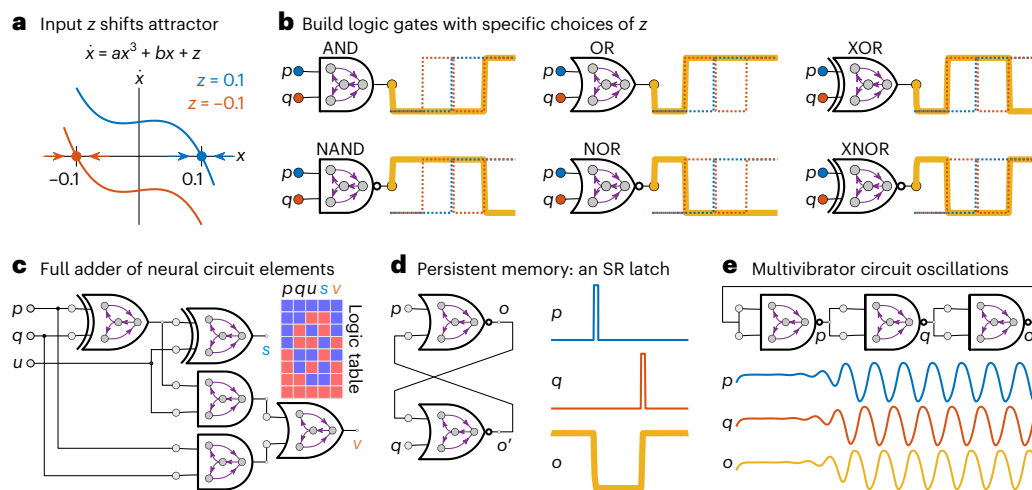 a Input z shifts attractor
ẋ = ax³ + bx + z
ẋ
z = 0.1
z = −0.1
x
−0.1
0.1
b Build logic gates with specific choices of z
AND
OR
XOR
p
q
p
q
p
q
NAND
NOR
XNOR
p
q
p
q
p
q
c Full adder of neural circuit elements
p
q
u
s
v
p q u s v
Logic table
d Persistent memory: an SR latch
p
o
q
o′
p
q
o
e Multivibrator circuit oscillations
p
q
o
p
q
o